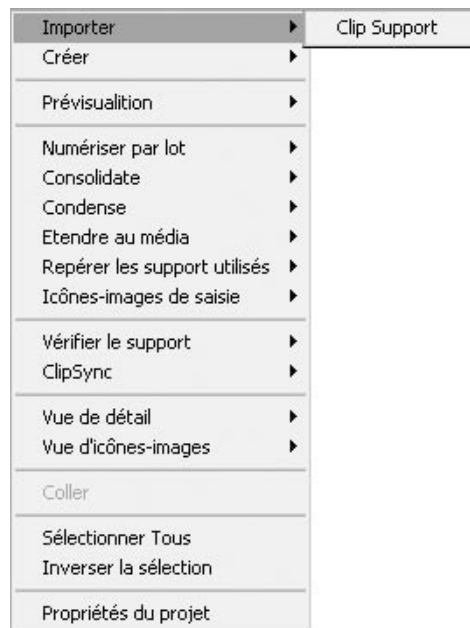 Importer
Clip Support
Créer
Prévisualition
Numériser par lot
Consolidate
Condense
Etendre au média
Repérer les support utilisés
Icônes-images de saisie
Vérifier le support
ClipSync
Vue de détail
Vue d'icônes-images
Coller
Sélectionner Tous
Inverser la sélection
Propriétés du projet